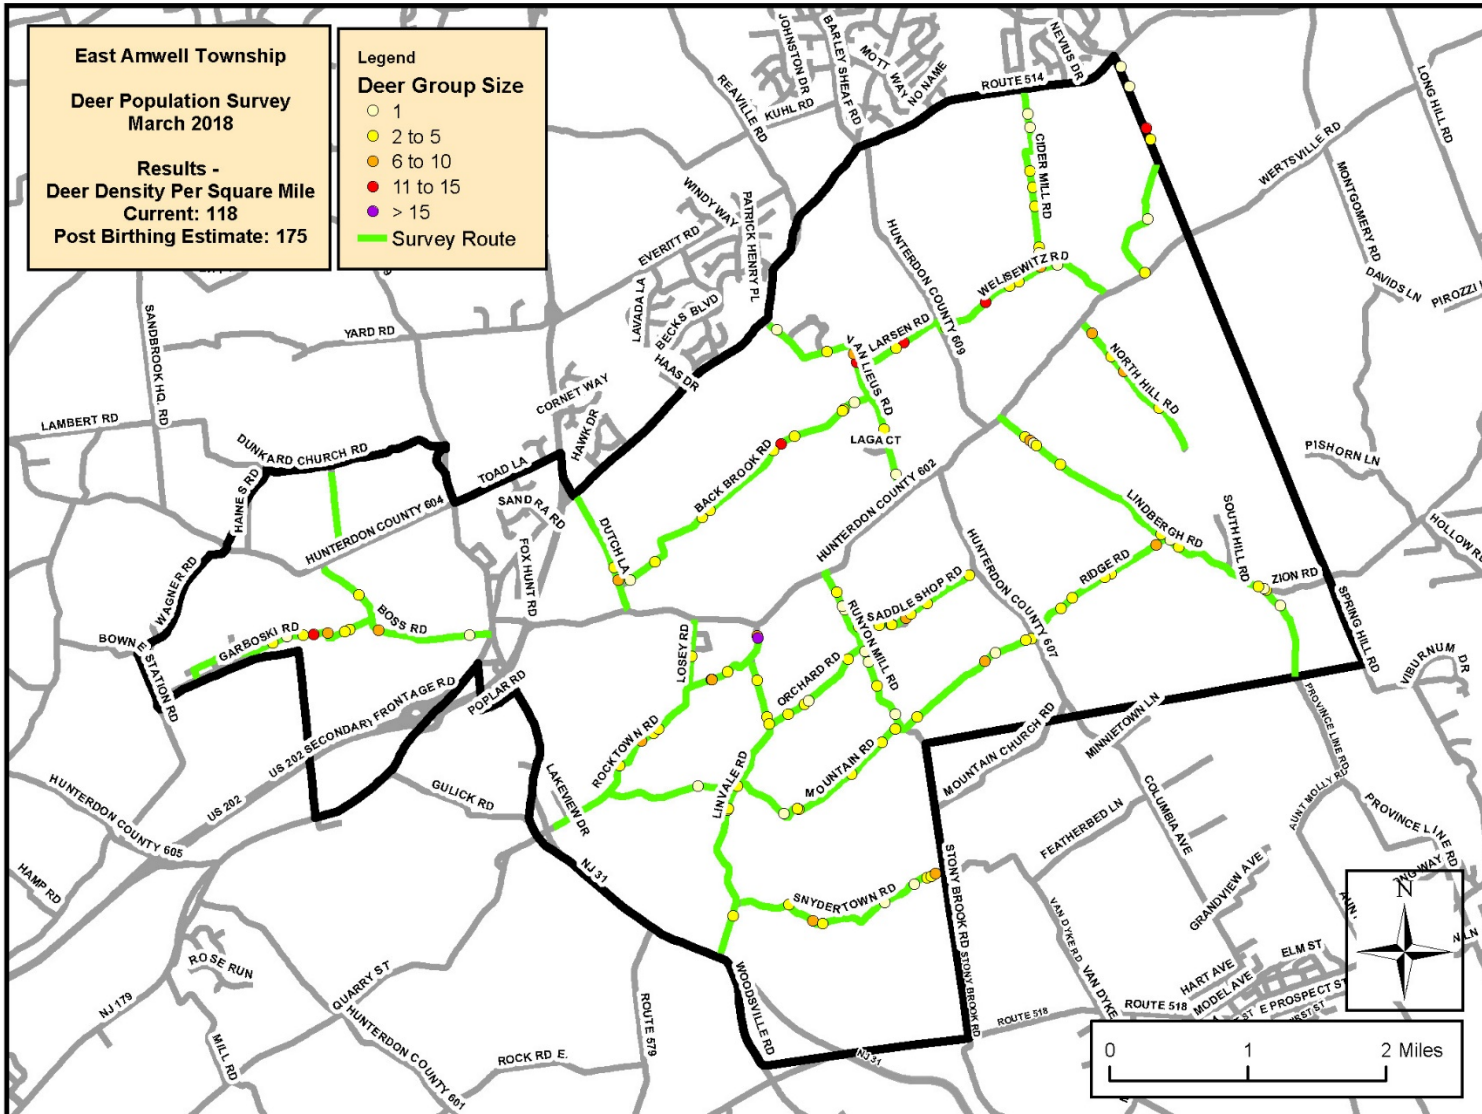 East Amwell Township
Deer Population Survey
March 2018
Results -
Deer Density Per Square Mile
Current: 118
Post Birthing Estimate: 175
Legend
Deer Group Size
1
2 to 5
6 to 10
11 to 15
> 15
Survey Route
JOHNSTON DR
BARLEY SHEAF RD
MOTT WAY
NO NAME
NEVIUS DR
ROUTE 514
REAVILLE RD
KUHL RD
LONG HILL RD
CIDER MILL RD
WERTSVILLE RD
MONTGOMERY RD
WINDY WAY
PATRICK HENRY PL
EVERITT RD
HUNTERDON COUNTY 609
WELISEWITZ RD
DAVIDS LN
PIROZZI
LAVADA LA
BECKS BLVD
SANDBROOK HQ. RD
YARD RD
HAAS DR
VAN LIEUS RD
LARSEN RD
NORTH HILL RD
CORNET WAY
HAWK DR
LAMBERT RD
DUNKARD CHURCH RD
LAGA CT
PISHORN LN
TOAD LA
BACK BROOK RD
HAINES RD
SANDRA RD
HUNTERDON COUNTY 604
HUNTERDON COUNTY 602
LINDBERGH RD
SOUTH HILL RD
HOLLOW RD
DUTCH LA
FOX HUNT RD
HUNTERDON COUNTY 607
RIDGE RD
ZION RD
WAGNER RD
SADDLE SHOP RD
RUNYON MILL RD
BOSS RD
GARBOSKI RD
BOWNE STATION RD
LOSEY RD
SPRING HILL RD
VIBURNUM DR
ORCHARD RD
US 202 SECONDARY FRONTAGE RD
POPLAR RD
ROCKTOWN RD
MOUNTAIN RD
MOUNTAIN CHURCH RD
MINNIETOWN LN
PROVINCE LINE RD
LINVALE RD
LAKEVIEW DR
GULICK RD
US 202
HUNTERDON COUNTY 605
COLUMBIA AVE
FEATHERBED LN
AUNT MOLLY RD
PROVINCE LINE RD
HAMP RD
NJ 31
SNYDERTOWN RD
STONY BROOK RD
STONY BROOK RD
GRANDVIEW AVE
VAN DYKE RD
VAN DYKE
ROSE RUN
QUARRY ST
WOODSVILLE RD
HART AVE
MODEL AVE
ELM ST
E PROSPECT ST
NJ 179
MILL RD
HUNTERDON COUNTY 601
ROUTE 579
ROCK RD E.
NJ 31
ROUTE 518
ROUTE 518
N
0 1 2 Miles